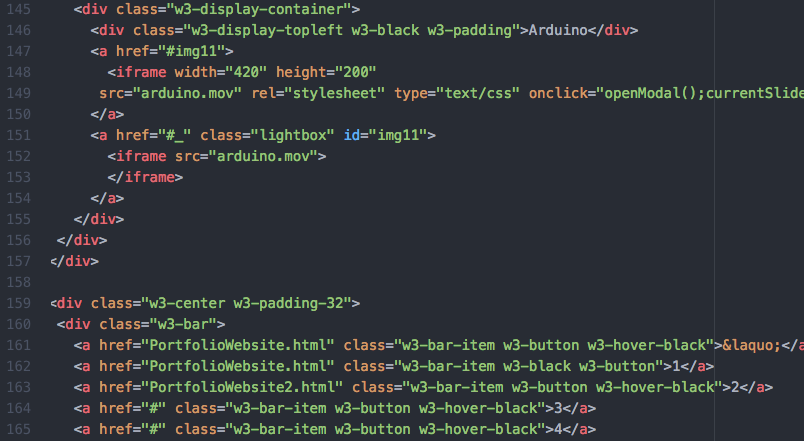 145 <div class="w3-display-container">
146 <div class="w3-display-topleft w3-black w3-padding">Arduino</div>
147 <a href="#img11">
148 <iframe width="420" height="200"
149 src="arduino.mov" rel="stylesheet" type="text/css" onclick="openModal();currentSlide
150 </a>
151 <a href="#_" class="lightbox" id="img11">
152 <iframe src="arduino.mov">
153 </iframe>
154 </a>
155 </div>
156 </div>
157 </div>
158
159 <div class="w3-center w3-padding-32">
160 <div class="w3-bar">
161 <a href="PortfolioWebsite.html" class="w3-bar-item w3-button w3-hover-black">&laquo;</a
162 <a href="PortfolioWebsite.html" class="w3-bar-item w3-black w3-button">1</a>
163 <a href="PortfolioWebsite2.html" class="w3-bar-item w3-button w3-hover-black">2</a>
164 <a href="#" class="w3-bar-item w3-button w3-hover-black">3</a>
165 <a href="#" class="w3-bar-item w3-button w3-hover-black">4</a>